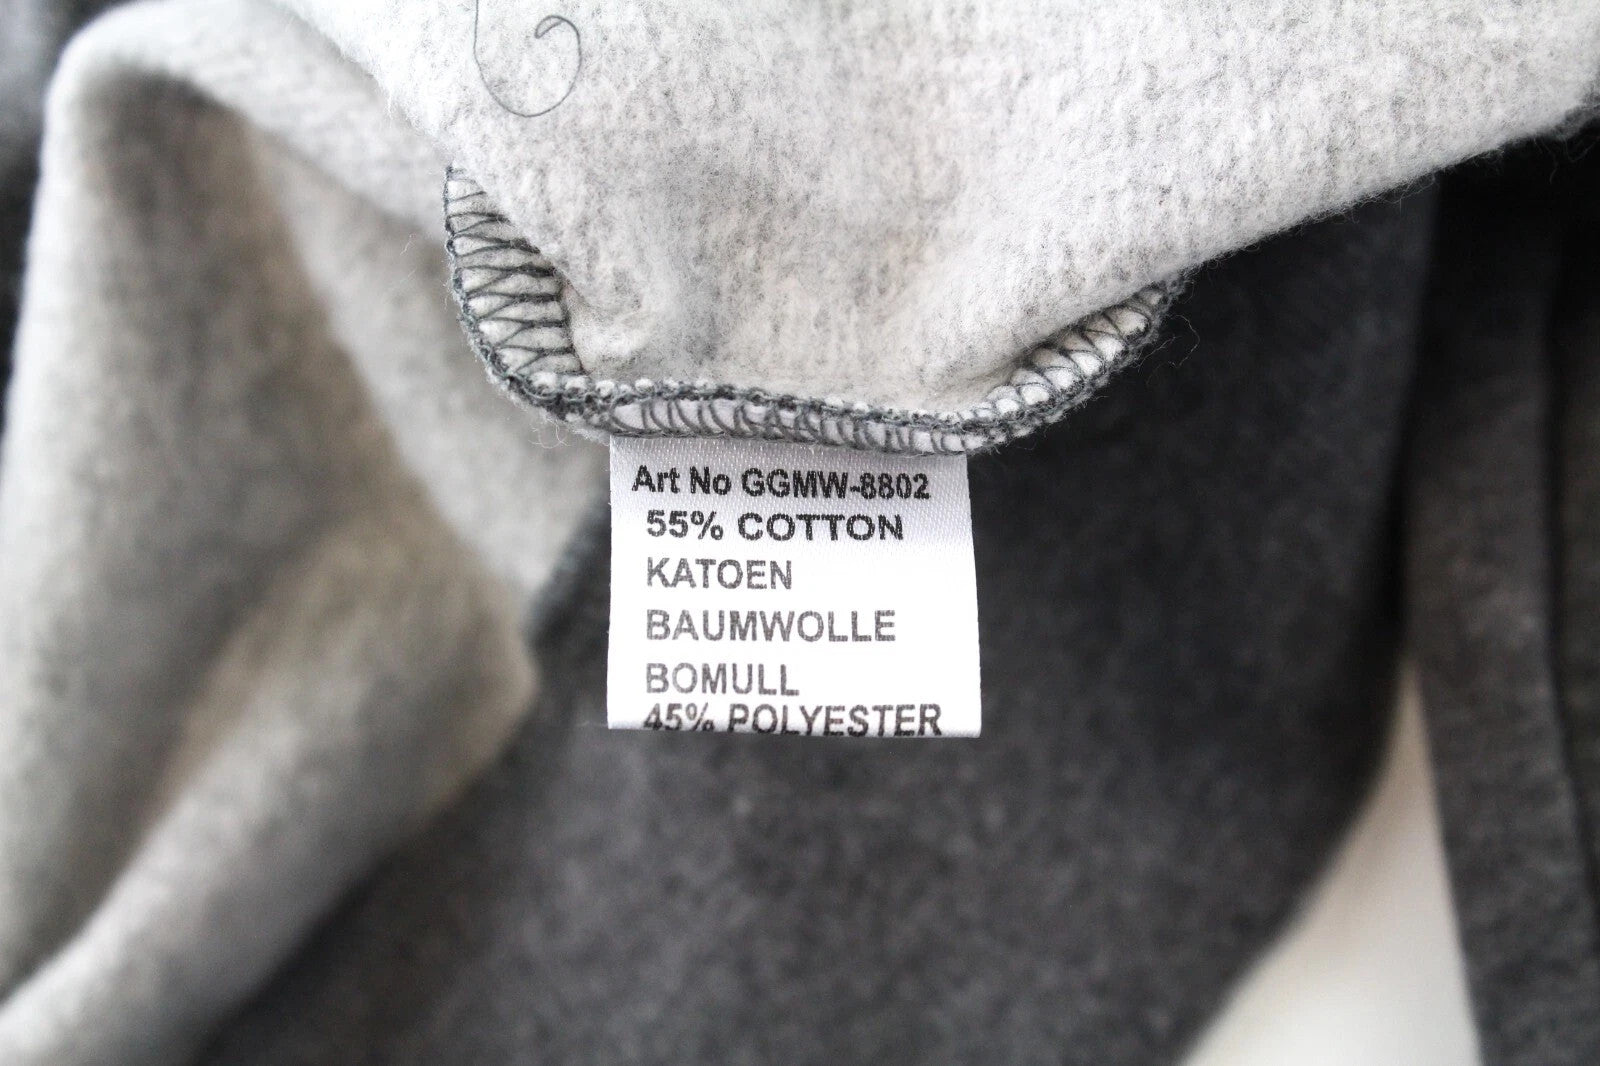 Art No GGMW-8802
55% COTTON
KATOEN
BAUMWOLLE
BOMULL
45% POLYESTER